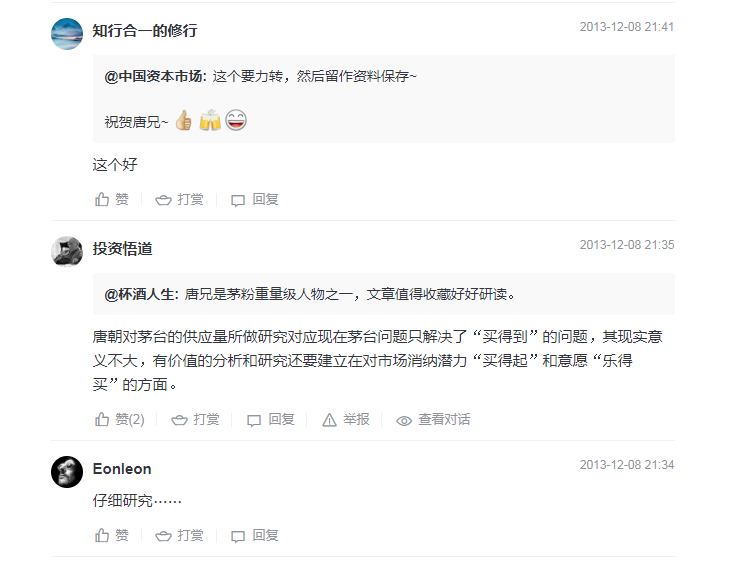 知行合一的修行
2013-12-08 21:41
@中国资本市场: 这个要力转，然后留作资料保存~
祝贺唐兄~
这个好
赞 打赏 回复
投资悟道
2013-12-08 21:35
@杯酒人生: 唐兄是茅粉重量级人物之一，文章值得收藏好好研读。
唐朝对茅台的供应量所做研究对应现在茅台问题只解决了“买得到”的问题，其现实意
义不大，有价值的分析和研究还要建立在对市场消纳潜力“买得起”和意愿“乐得
买”的方面。
赞(2) 打赏 回复 举报 查看对话
Eonleon
2013-12-08 21:34
仔细研究……
赞 打赏 回复